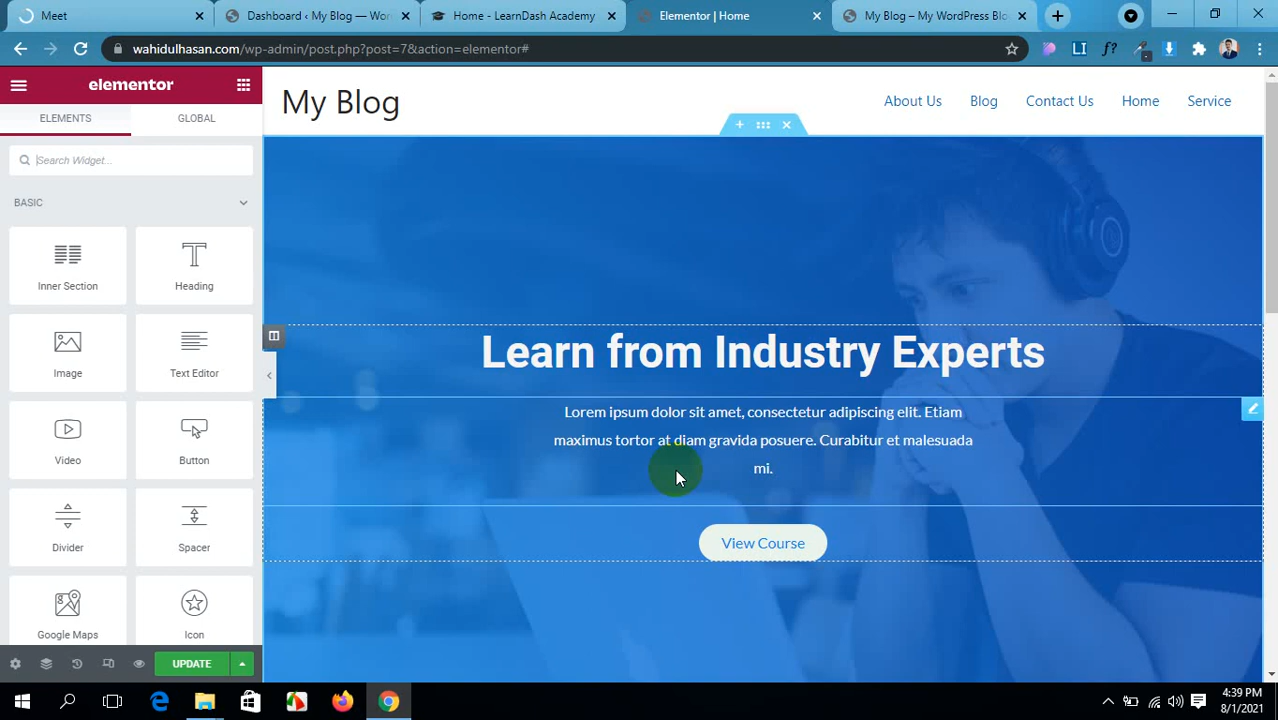 Meet
Dashboard ‹ My Blog — Wor
Home - LearnDash Academy
Elementor | Home
My Blog – My WordPress Blo
wahidulhasan.com/wp-admin/post.php?post=7&action=elementor#
LI
f?
elementor
ELEMENTS
GLOBAL
Search Widget...
BASIC
Inner Section
Heading
Image
Text Editor
Video
Button
Divider
Spacer
Google Maps
Icon
UPDATE
My Blog
About Us
Blog
Contact Us
Home
Service
Learn from Industry Experts
Lorem ipsum dolor sit amet, consectetur adipiscing elit. Etiam
maximus tortor at diam gravida posuere. Curabitur et malesuada
mi.
View Course
4:39 PM
8/1/2021